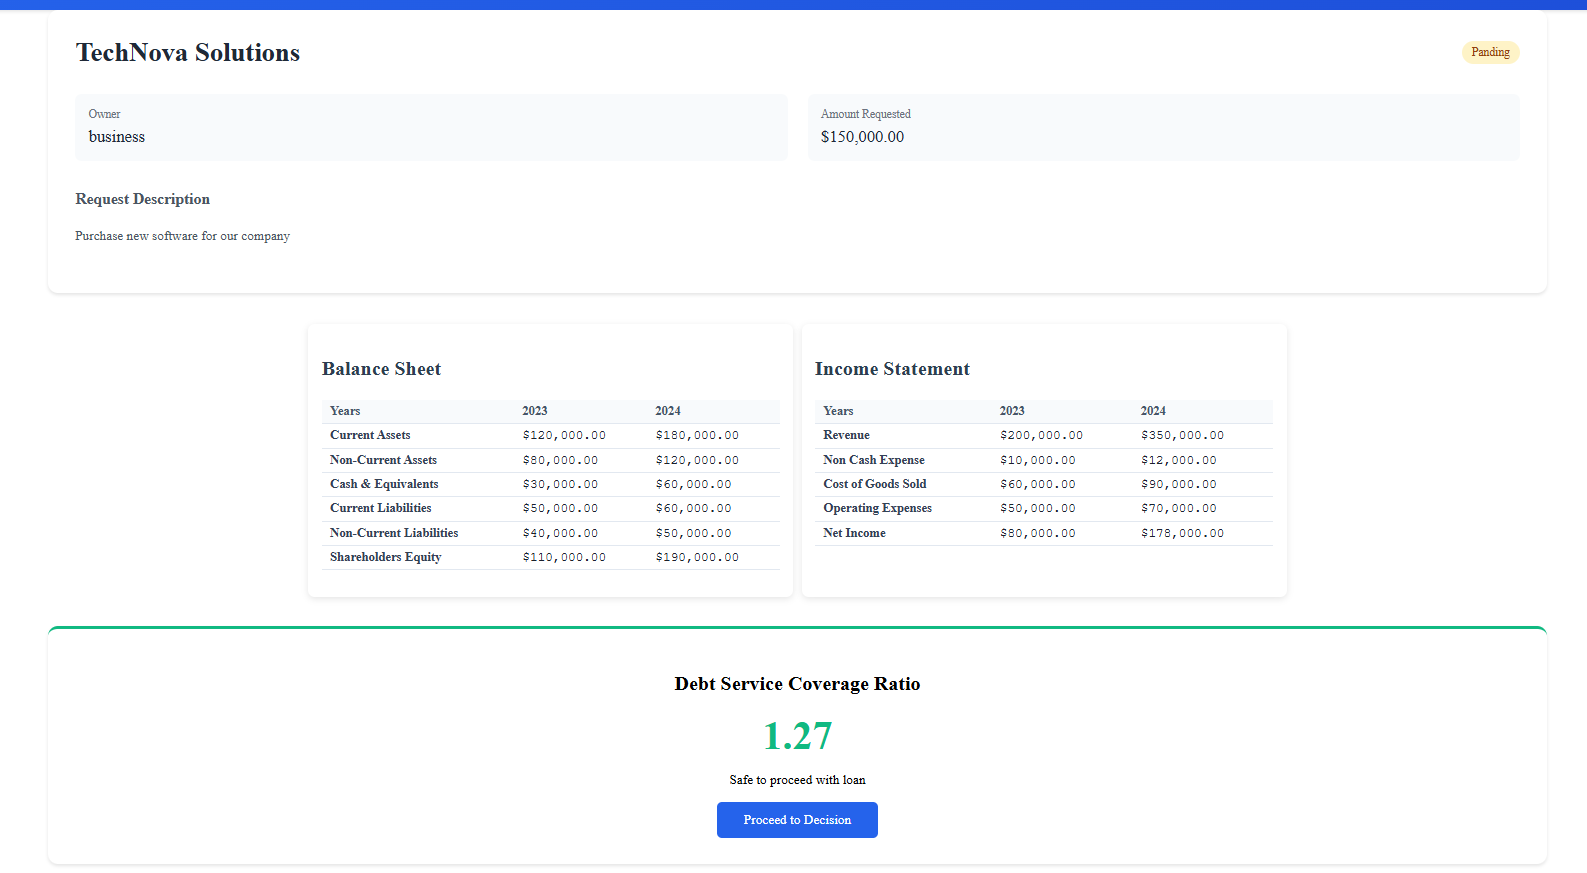 TechNova Solutions
Panding
Owner
business
Amount Requested
$150,000.00
Request Description
Purchase new software for our company
Balance Sheet
Years 2023 2024
Current Assets $120,000.00 $180,000.00
Non-Current Assets $80,000.00 $120,000.00
Cash & Equivalents $30,000.00 $60,000.00
Current Liabilities $50,000.00 $60,000.00
Non-Current Liabilities $40,000.00 $50,000.00
Shareholders Equity $110,000.00 $190,000.00
Income Statement
Years 2023 2024
Revenue $200,000.00 $350,000.00
Non Cash Expense $10,000.00 $12,000.00
Cost of Goods Sold $60,000.00 $90,000.00
Operating Expenses $50,000.00 $70,000.00
Net Income $80,000.00 $178,000.00
Debt Service Coverage Ratio
1.27
Safe to proceed with loan
Proceed to Decision